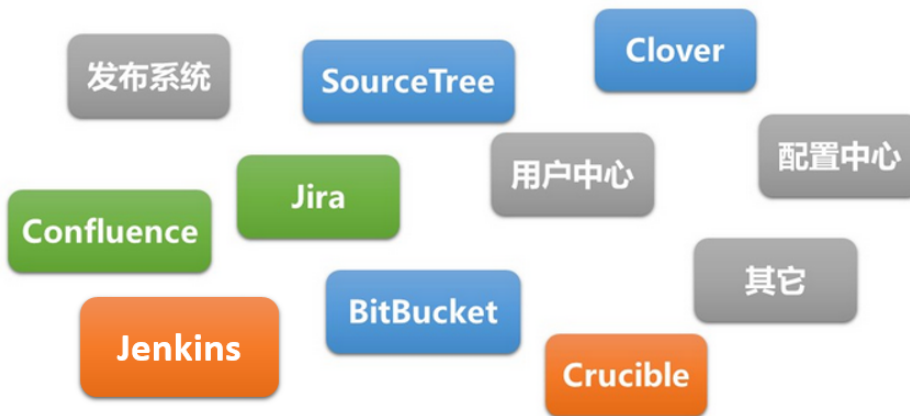 Clover
发布系统
SourceTree
配置中心
用户中心
Jira
Confluence
其它
BitBucket
Jenkins
Crucible